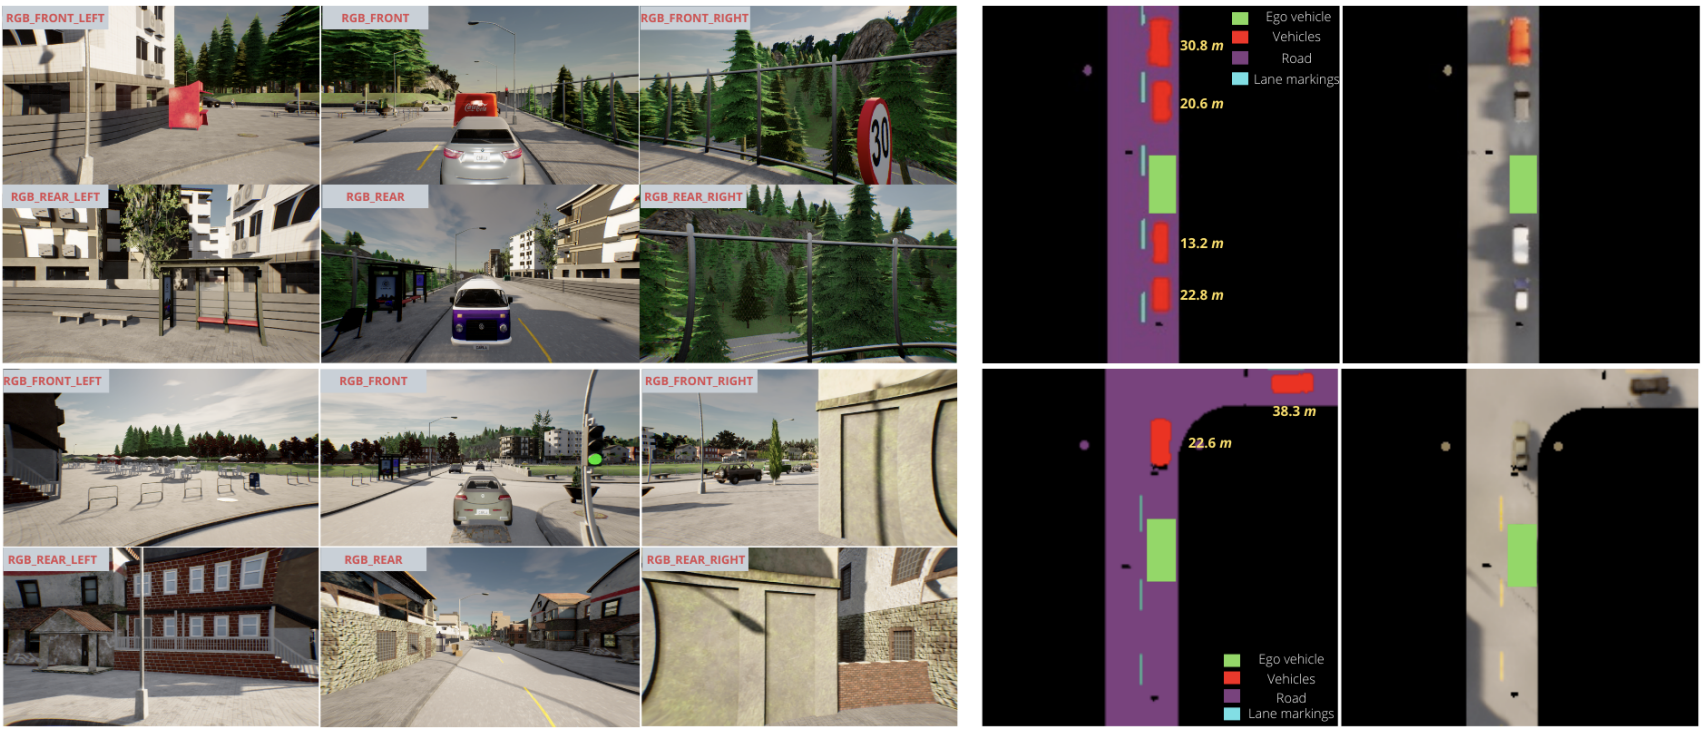 RGB_FRONT_LEFT
RGB_FRONT
RGB_FRONT_RIGHT
30
RGB_REAR_LEFT
RGB_REAR
RGB_REAR_RIGHT
30.8 m
20.6 m
13.2 m
22.8 m
Ego vehicle
Vehicles
Road
Lane markings
RGB_FRONT_LEFT
RGB_FRONT
RGB_FRONT_RIGHT
RGB_REAR_LEFT
RGB_REAR
RGB_REAR_RIGHT
38.3 m
22.6 m
Ego vehicle
Vehicles
Road
Lane markings